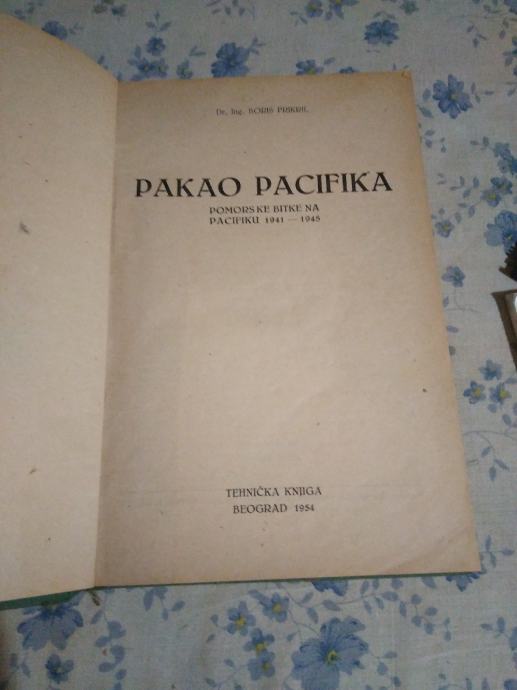 Dr. Ing. BORIS PRIKRIL
PAKAO PACIFIKA
POMORSKE BITKE NA
PACIFIKU 1941 — 1945
TEHNIČKA KNJIGA
BEOGRAD 1954